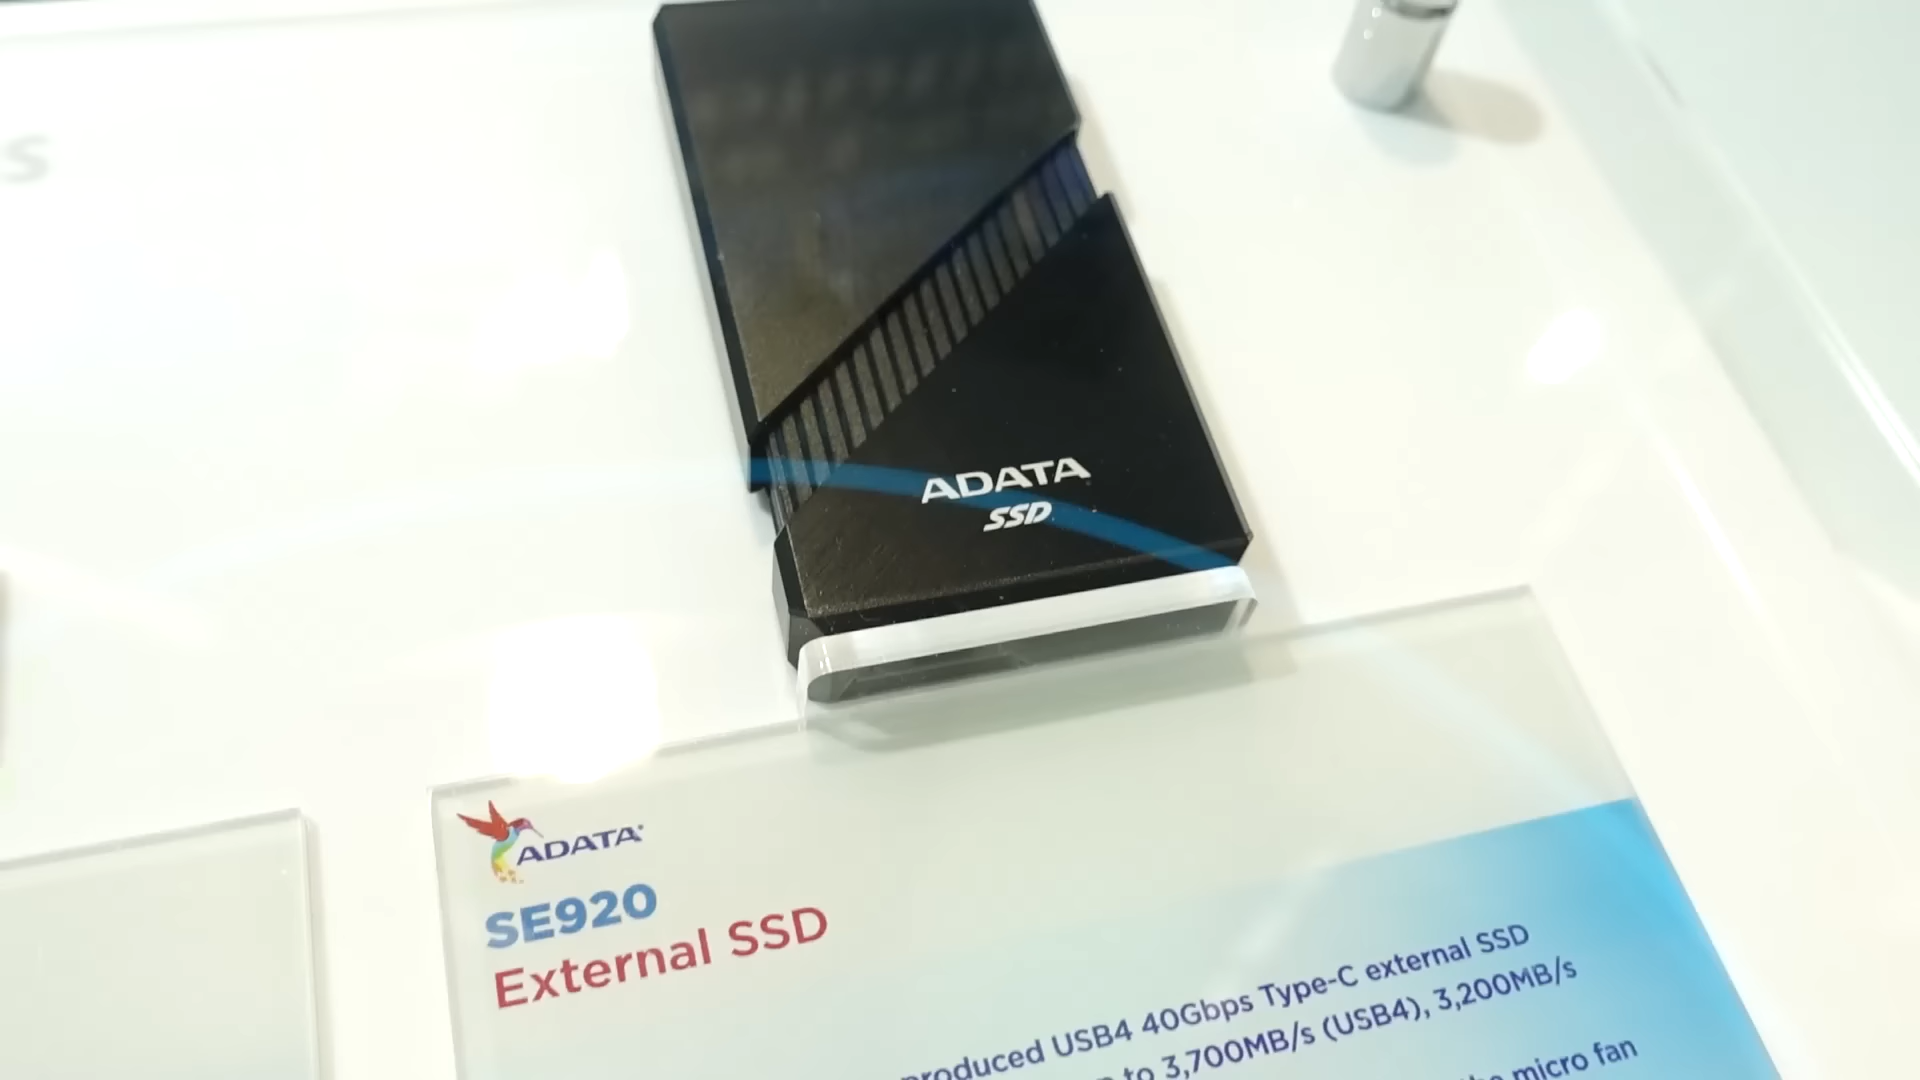 S
ADATA
SSD
ADATA
SE920
External SSD
USB4 40Gbps Type-C external SSD
to 3,700MB/s (USB4), 3,200MB/s
micro fan